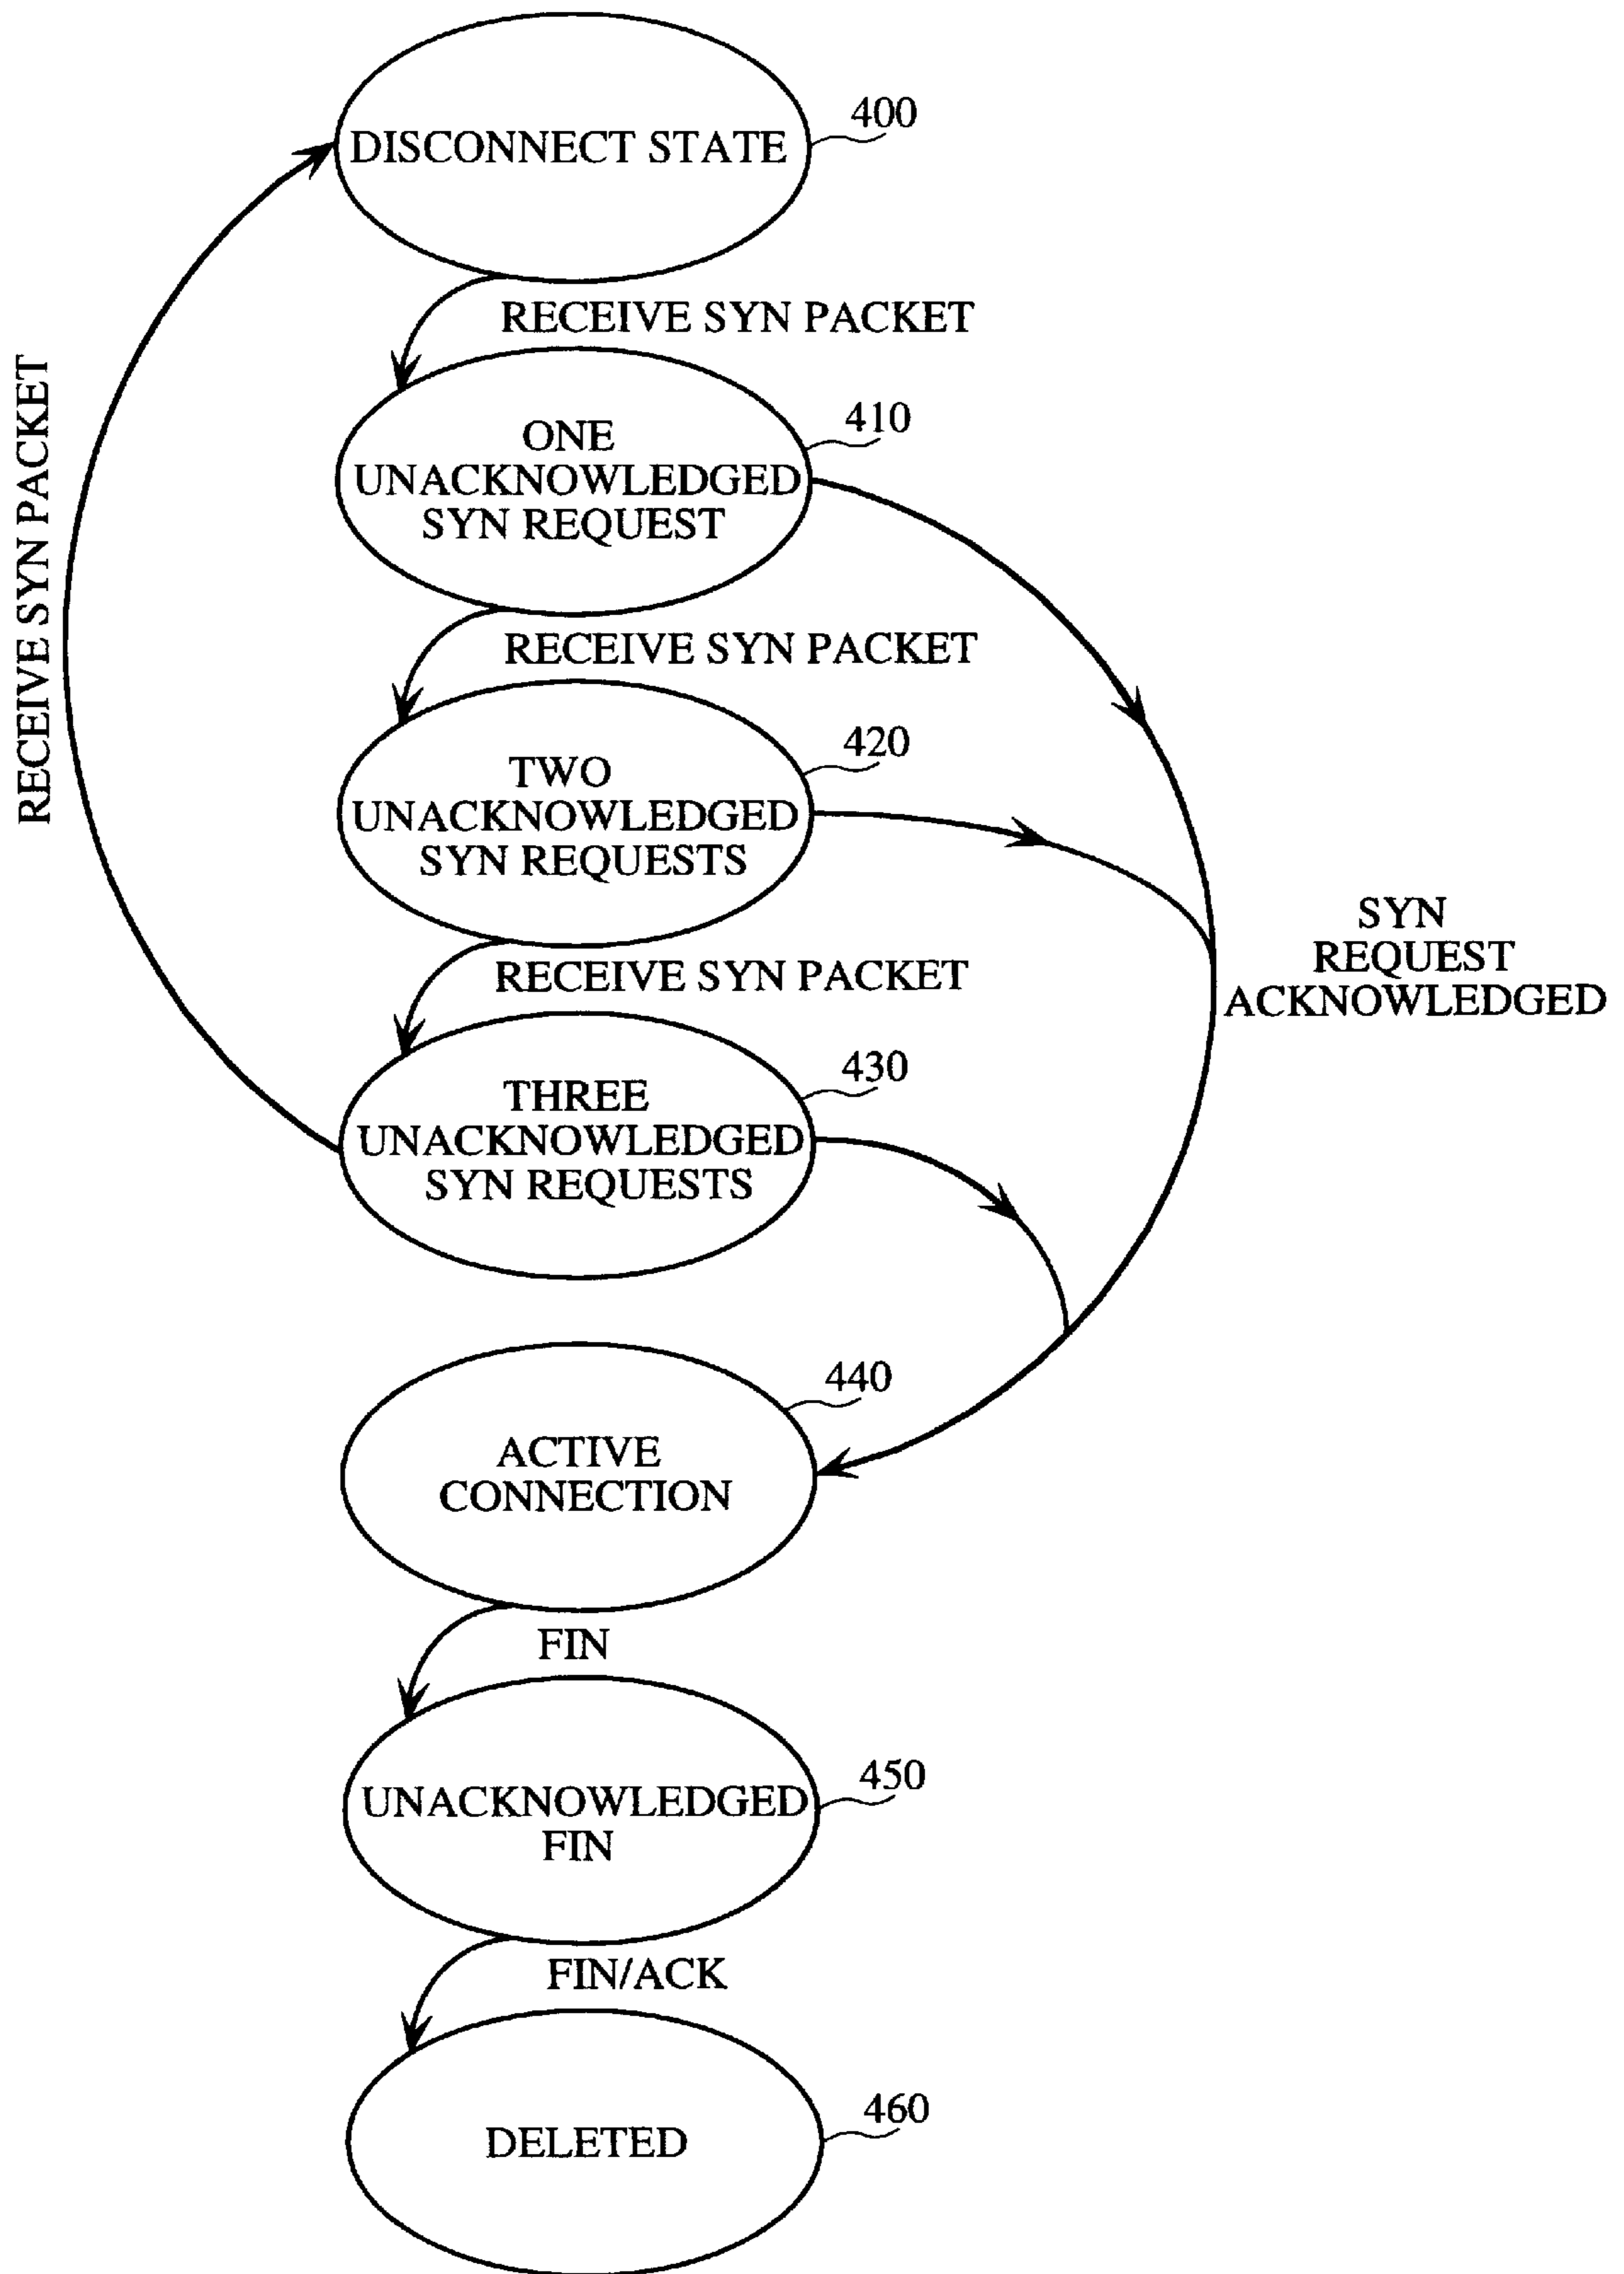 400
DISCONNECT STATE
RECEIVE SYN PACKET
RECEIVE SYN PACKET
410
ONE
UNACKNOWLEDGED
SYN REQUEST
RECEIVE SYN PACKET
420
TWO
UNACKNOWLEDGED
SYN REQUESTS
SYN
REQUEST
ACKNOWLEDGED
RECEIVE SYN PACKET
430
THREE
UNACKNOWLEDGED
SYN REQUESTS
440
ACTIVE
CONNECTION
FIN
450
UNACKNOWLEDGED
FIN
FIN/ACK
460
DELETED